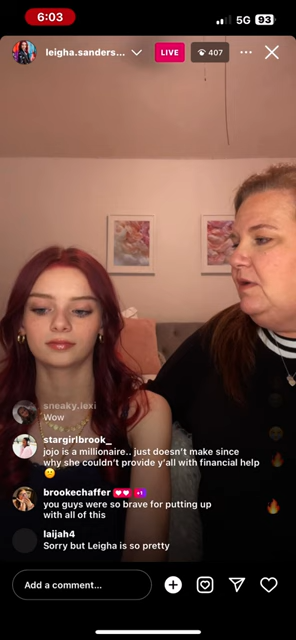 6:03
5G 93
leigha.sanders...
LIVE
407
sneaky.lexi
Wow
stargirlbrook_
jojo is a millionaire.. just doesn't make since
why she couldn't provide y'all with financial help
brookechaffer
+1
you guys were so brave for putting up
with all of this
laijah4
Sorry but Leigha is so pretty
Add a comment...